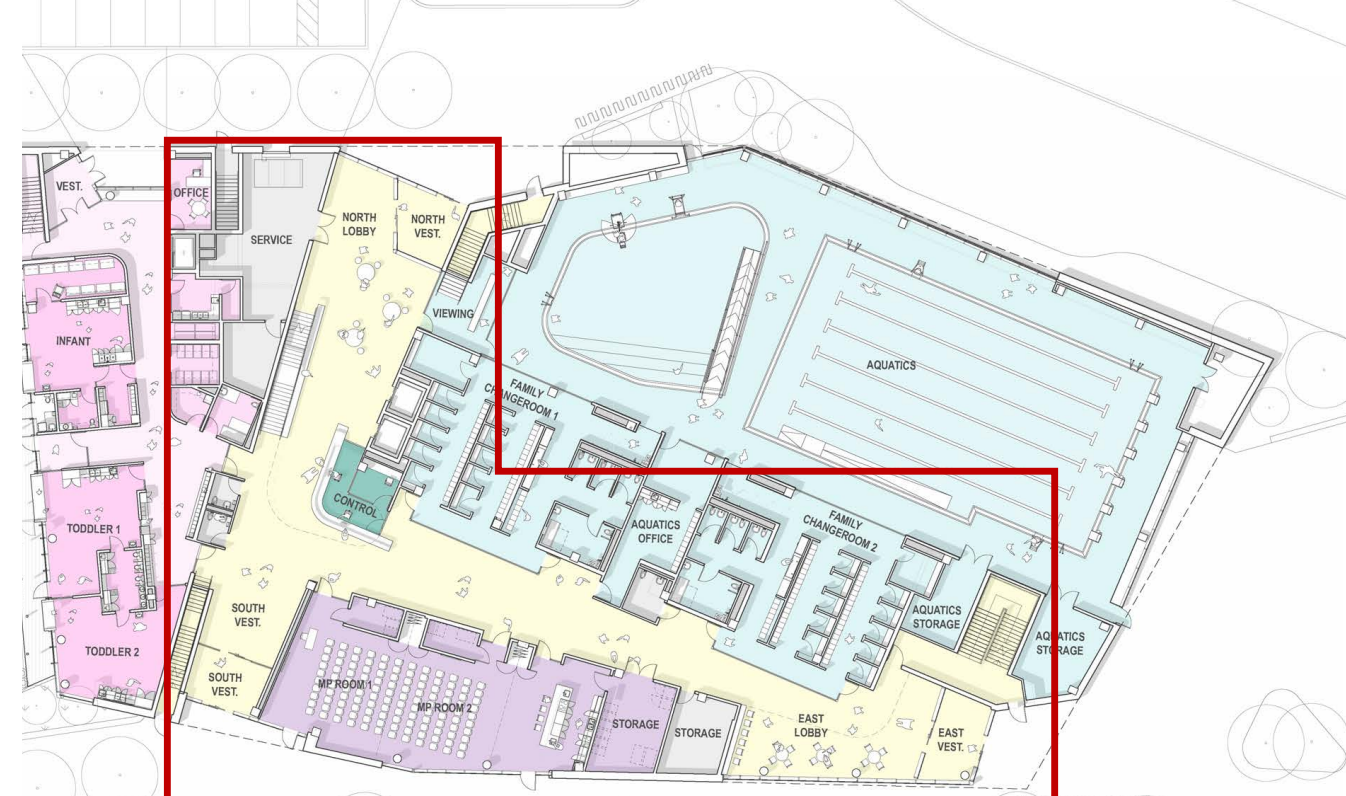 VEST.
OFFICE
SERVICE
NORTH
LOBBY
NORTH
VEST.
VIEWING
INFANT
FAMILY
CHANGEROOM 1
AQUATICS
CONTROL
TODDLER 1
AQUATICS
OFFICE
FAMILY
CHANGEROOM 2
SOUTH
VEST.
AQUATICS
STORAGE
AQUATICS
STORAGE
TODDLER 2
SOUTH
VEST.
MP ROOM 1
MP ROOM 2
STORAGE
STORAGE
EAST
LOBBY
EAST
VEST.